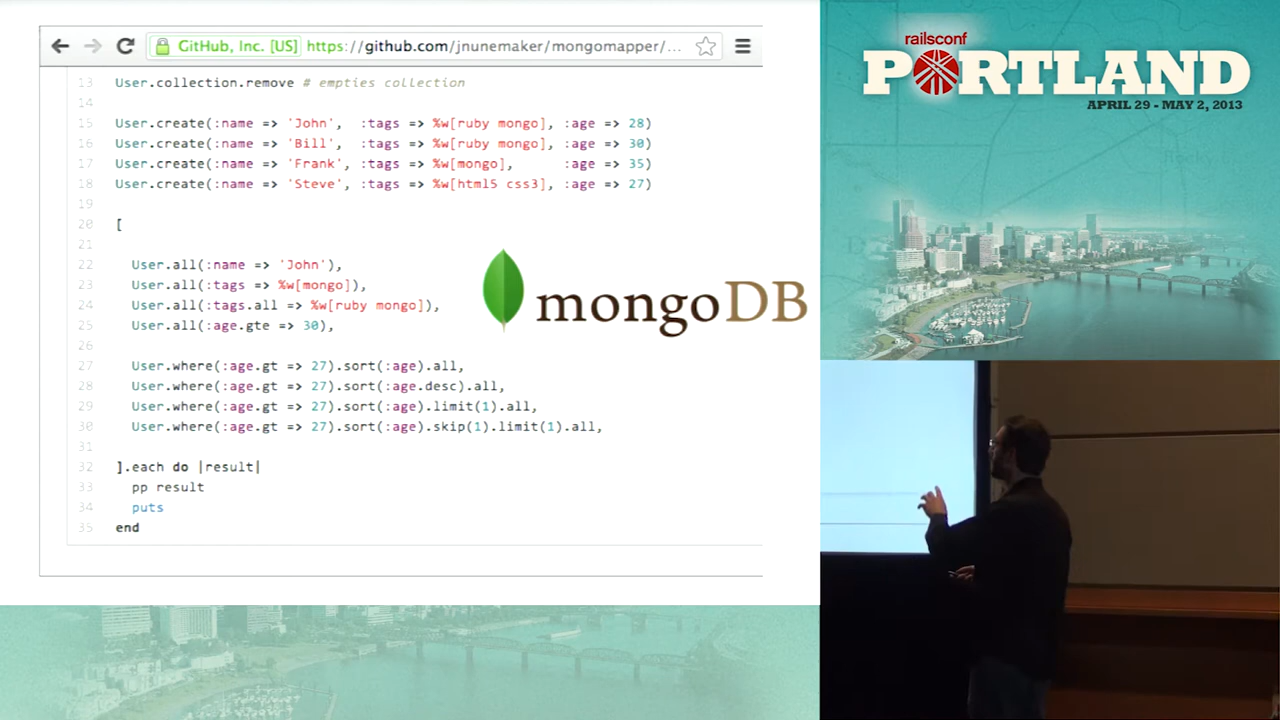 GitHub, Inc. [US] https://github.com/jnunemaker/mongomapper/...
13 User.collection.remove # empties collection
14
15 User.create(:name => 'John', :tags => %w[ruby mongo], :age => 28)
16 User.create(:name => 'Bill', :tags => %w[ruby mongo], :age => 30)
17 User.create(:name => 'Frank', :tags => %w[mongo], :age => 35)
18 User.create(:name => 'Steve', :tags => %w[html5 css3], :age => 27)
19
20 [
21
22 User.all(:name => 'John'),
23 User.all(:tags => %w[mongo]),
24 User.all(:tags.all => %w[ruby mongo]),
25 User.all(:age.gte => 30),
26
27 User.where(:age.gt => 27).sort(:age).all,
28 User.where(:age.gt => 27).sort(:age.desc).all,
29 User.where(:age.gt => 27).sort(:age).limit(1).all,
30 User.where(:age.gt => 27).sort(:age).skip(1).limit(1).all,
31
32 ].each do |result|
33 pp result
34 puts
35 end
mongoDB
railsconf
PORTLAND
APRIL 29 - MAY 2, 2013